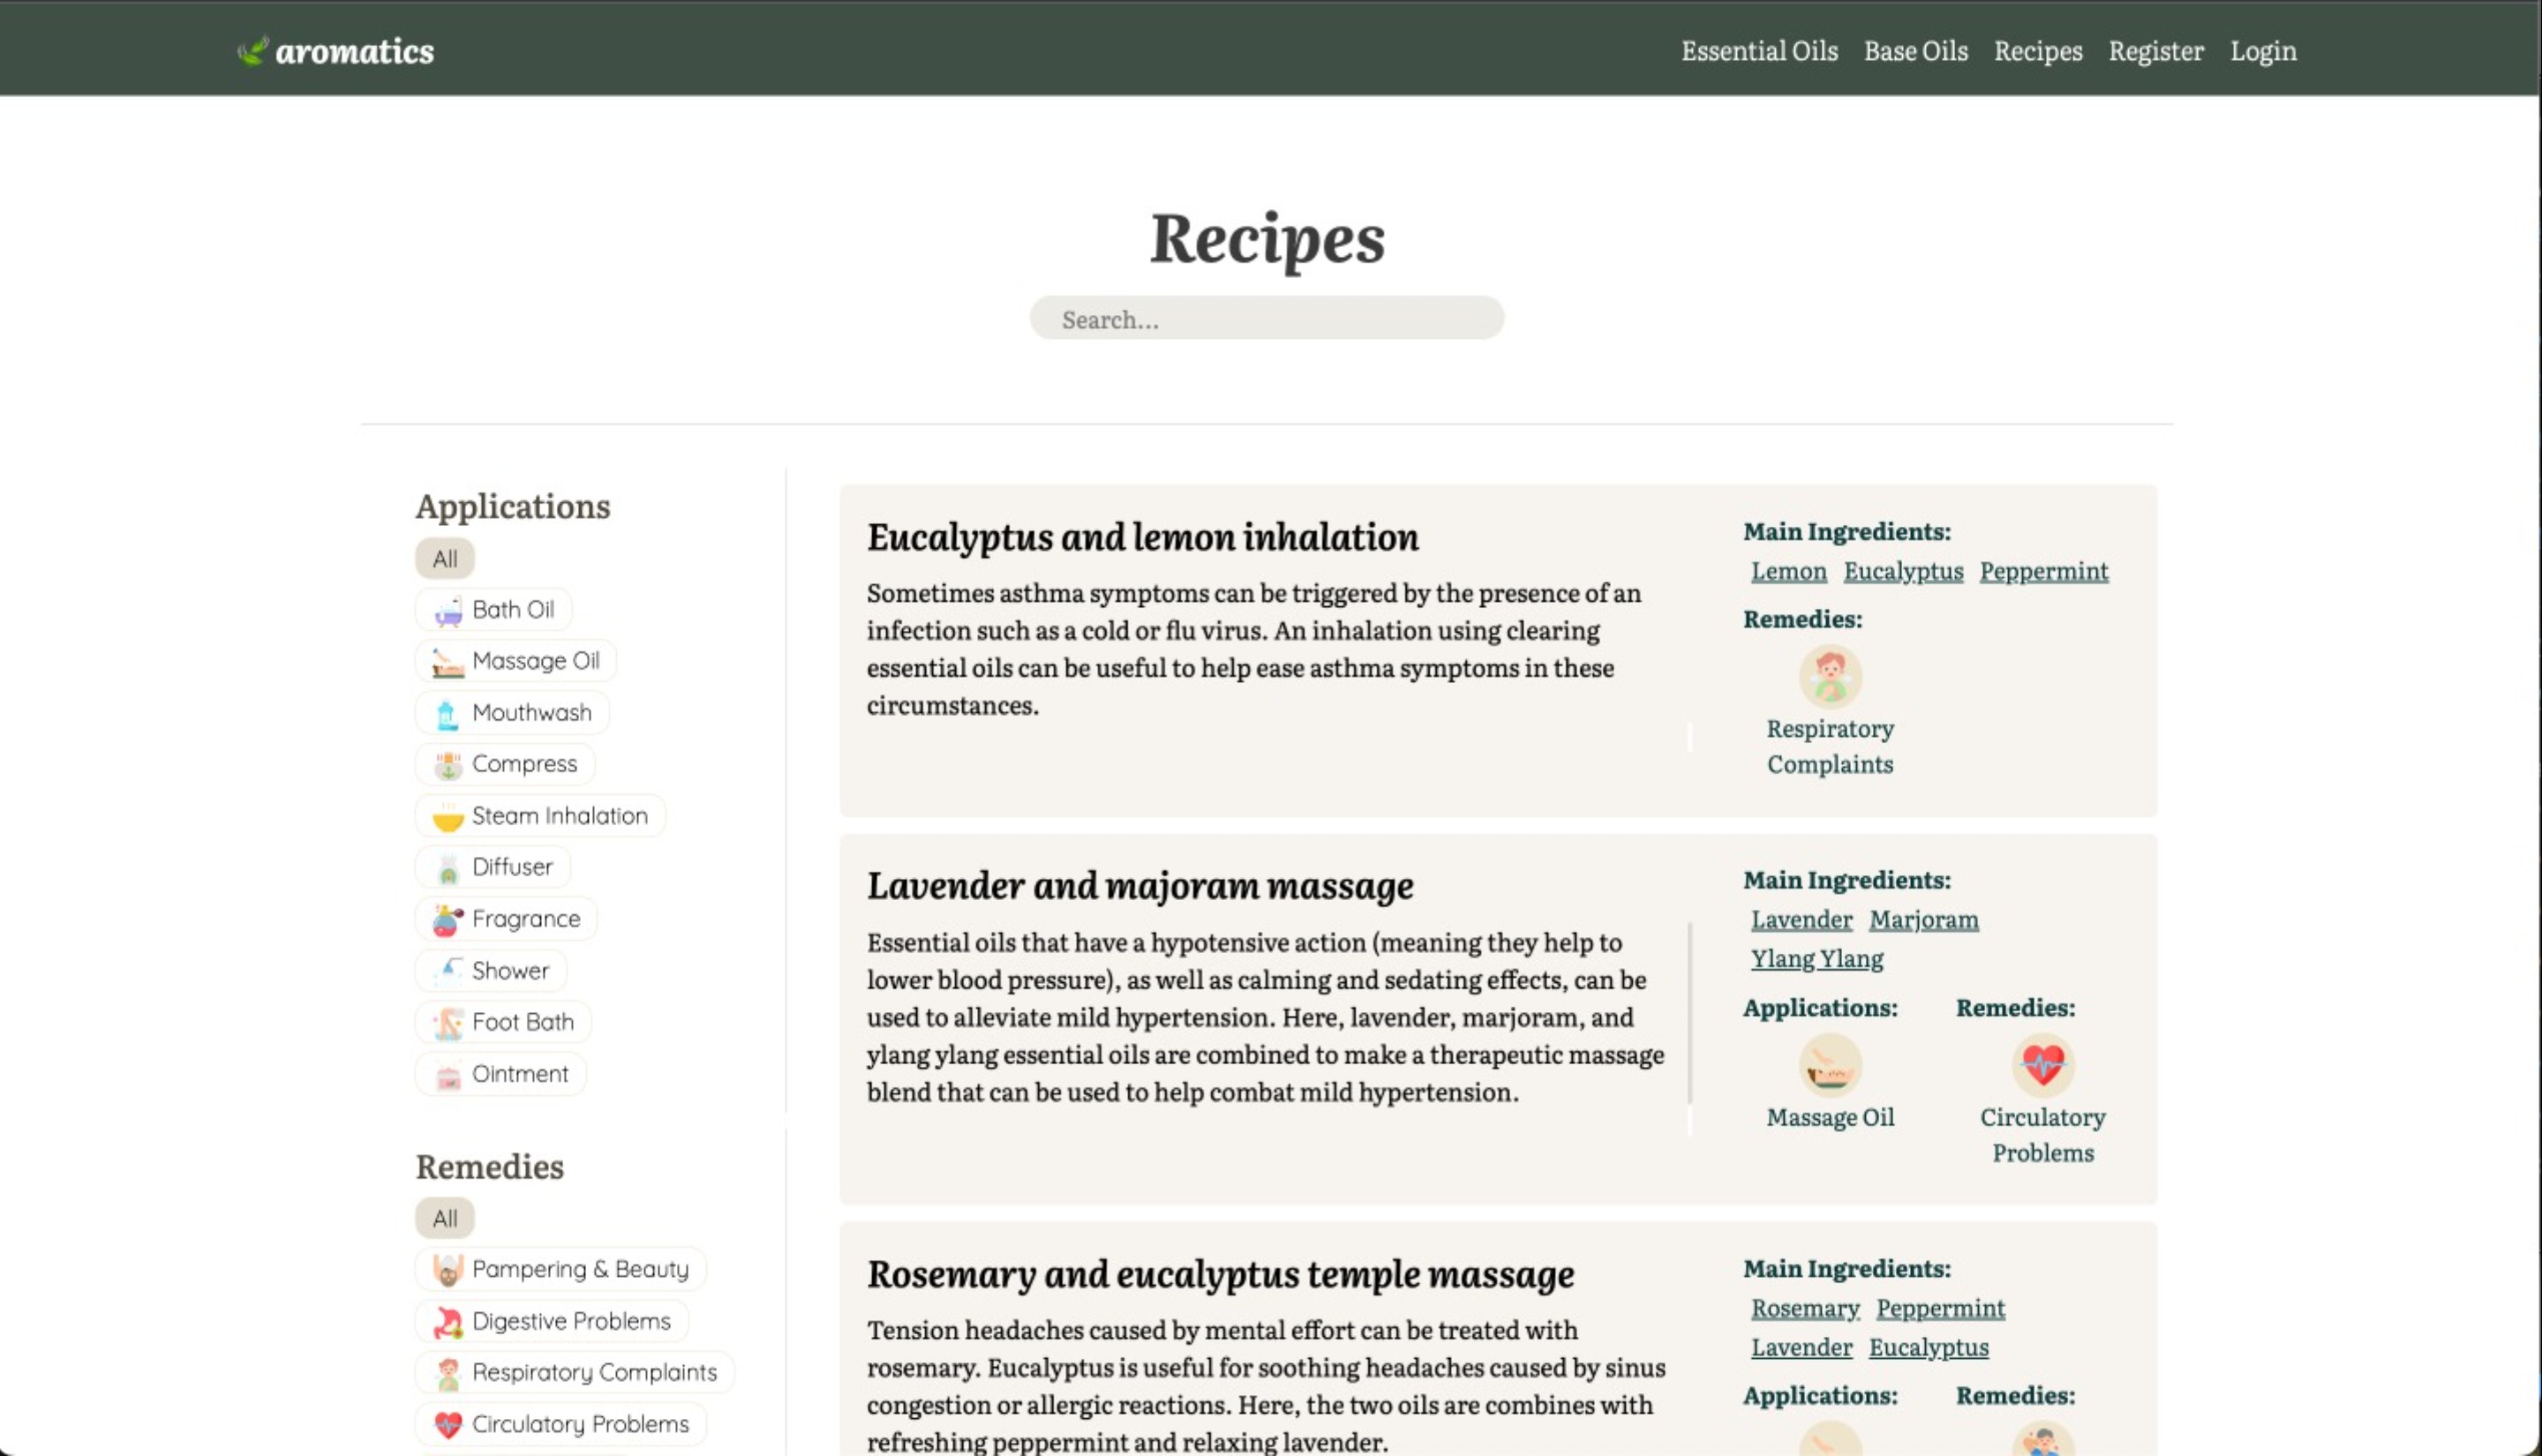 aromatics
Essential Oils Base Oils Recipes Register Login
Recipes
Search...
Applications
All
Bath Oil
Massage Oil
Mouthwash
Compress
Steam Inhalation
Diffuser
Fragrance
Shower
Foot Bath
Ointment
Remedies
All
Pampering & Beauty
Digestive Problems
Respiratory Complaints
Circulatory Problems
Eucalyptus and lemon inhalation
Sometimes asthma symptoms can be triggered by the presence of an
infection such as a cold or flu virus. An inhalation using clearing
essential oils can be useful to help ease asthma symptoms in these
circumstances.
Main Ingredients:
Lemon Eucalyptus Peppermint
Remedies:
Respiratory
Complaints
Lavender and majoram massage
Essential oils that have a hypotensive action (meaning they help to
lower blood pressure), as well as calming and sedating effects, can be
used to alleviate mild hypertension. Here, lavender, marjoram, and
ylang ylang essential oils are combined to make a therapeutic massage
blend that can be used to help combat mild hypertension.
Main Ingredients:
Lavender Marjoram
Ylang Ylang
Applications:
Massage Oil
Remedies:
Circulatory
Problems
Rosemary and eucalyptus temple massage
Tension headaches caused by mental effort can be treated with
rosemary. Eucalyptus is useful for soothing headaches caused by sinus
congestion or allergic reactions. Here, the two oils are combines with
refreshing peppermint and relaxing lavender.
Main Ingredients:
Rosemary Peppermint
Lavender Eucalyptus
Applications:
Remedies: